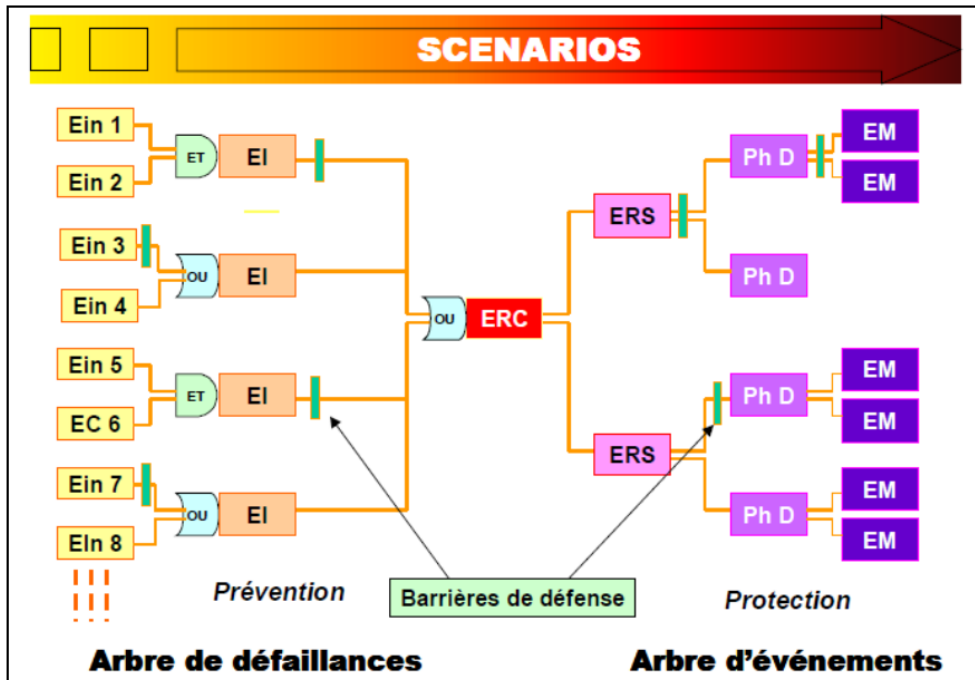 SCENARIOS
Ein 1
Ein 2
ET
EI
Ein 3
Ein 4
OU
EI
Ein 5
EC 6
ET
EI
Ein 7
EIn 8
OU
EI
OU
ERC
ERS
ERS
Ph D
Ph D
Ph D
Ph D
EM
EM
EM
EM
EM
EM
Prévention
Barrières de défense
Protection
Arbre de défaillances
Arbre d'événements